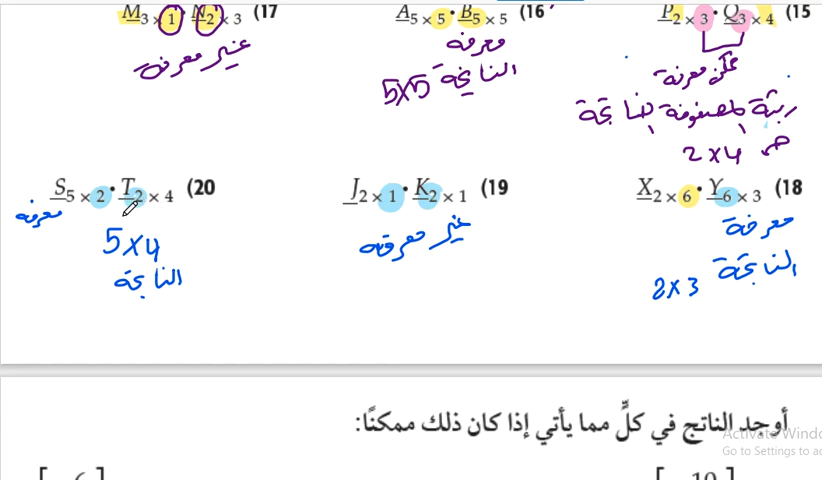 15) P2 × 3 · Q3 × 4
16) A5 × 5 · B5 × 5
17) M3 × 1 · N2 × 3
ممكن معرفة
رتبة المصفوفة الناتجة
هي 2×4
معرفة
الناتجة 5×5
غير معرفة
18) X2 × 6 · Y6 × 3
19) J2 × 1 · K2 × 1
20) S5 × 2 · T2 × 4
معرفة
الناتجة 2×3
غير معرفة
معرفة
5×4
الناتجة
أوجد الناتج في كلٍّ مما يأتي إذا كان ذلك ممكنًا:
Activate Windo
Go to Settings to ac